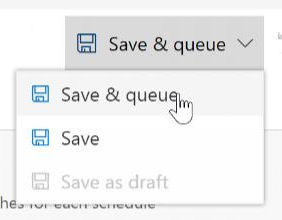 Save & queue
Save & queue
Save
Save as draft
for each schedule